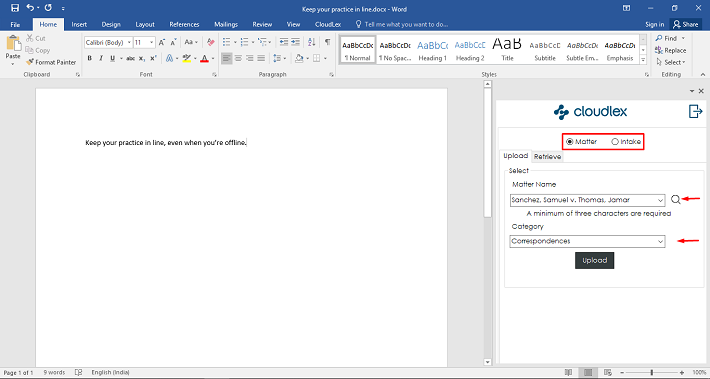 Keep your practice in line.docx - Word
File Home Insert Design Layout References Mailings Review View CloudLex Tell me what you want to do... Sign in Share
Paste
Cut
Copy
Format Painter
Calibri (Body) 11
B I U abc x₂ x²
AaBbCcDc AaBbCcDc AaBbCc AaBbCcD AaB AaBbCcD AaBbCcDc AaBbCcDc
¶ Normal ¶ No Spac... Heading 1 Heading 2 Title Subtitle Subtle Em... Emphasis
Find
Replace
Select
Clipboard Font Paragraph Styles Editing
Keep your practice in line, even when you're offline.
cloudlex
Matter Intake
Upload Retrieve
Select
Matter Name
Sanchez, Samuel v. Thomas, Jamar
A minimum of three characters are required
Category
Correspondences
Upload
Page 1 of 1 9 words English (India) 100%